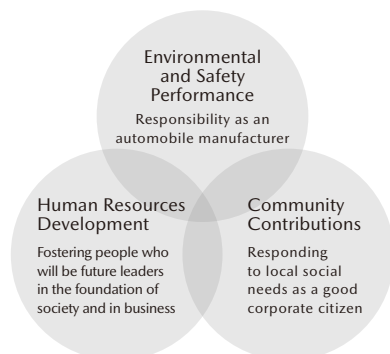 Environmental
and Safety
Performance
Responsibility as an
automobile manufacturer
Human Resources
Development
Fostering people who
will be future leaders
in the foundation of
society and in business
Community
Contributions
Responding
to local social
needs as a good
corporate citizen